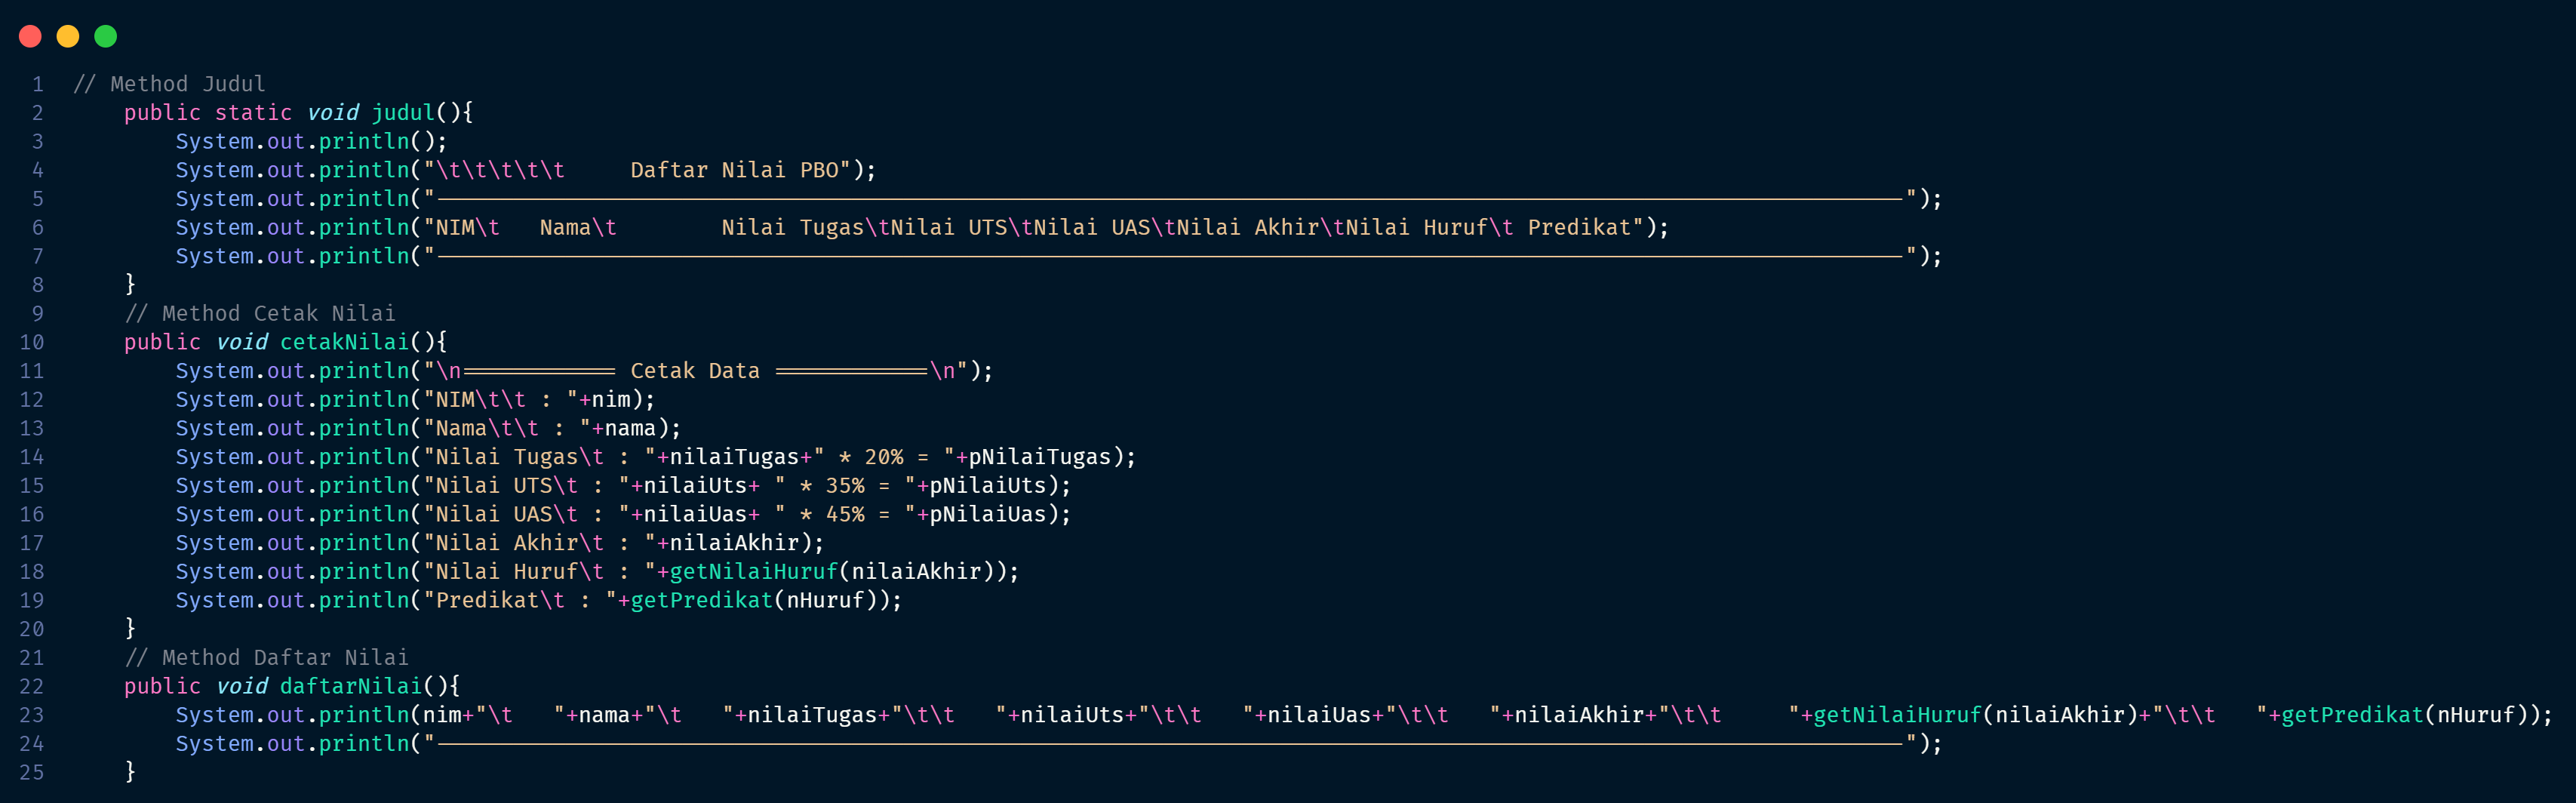 1 // Method Judul
2     public static void judul(){
3         System.out.println();
4         System.out.println("\t\t\t\t\t     Daftar Nilai PBO");
5         System.out.println("-----------------------------------------------------------------------------------------------------------------");
6         System.out.println("NIM\t   Nama\t        Nilai Tugas\tNilai UTS\tNilai UAS\tNilai Akhir\tNilai Huruf\t Predikat");
7         System.out.println("-----------------------------------------------------------------------------------------------------------------");
8     }
9     // Method Cetak Nilai
10     public void cetakNilai(){
11         System.out.println("\n============ Cetak Data ============\n");
12         System.out.println("NIM\t\t : "+nim);
13         System.out.println("Nama\t\t : "+nama);
14         System.out.println("Nilai Tugas\t : "+nilaiTugas+" * 20% = "+pNilaiTugas);
15         System.out.println("Nilai UTS\t : "+nilaiUts+ " * 35% = "+pNilaiUts);
16         System.out.println("Nilai UAS\t : "+nilaiUas+ " * 45% = "+pNilaiUas);
17         System.out.println("Nilai Akhir\t : "+nilaiAkhir);
18         System.out.println("Nilai Huruf\t : "+getNilaiHuruf(nilaiAkhir));
19         System.out.println("Predikat\t : "+getPredikat(nHuruf));
20     }
21     // Method Daftar Nilai
22     public void daftarNilai(){
23         System.out.println(nim+"\t   "+nama+"\t   "+nilaiTugas+"\t\t   "+nilaiUts+"\t\t   "+nilaiUas+"\t\t   "+nilaiAkhir+"\t\t     "+getNilaiHuruf(nilaiAkhir)+"\t\t   "+getPredikat(nHuruf));
24         System.out.println("-----------------------------------------------------------------------------------------------------------------");
25     }